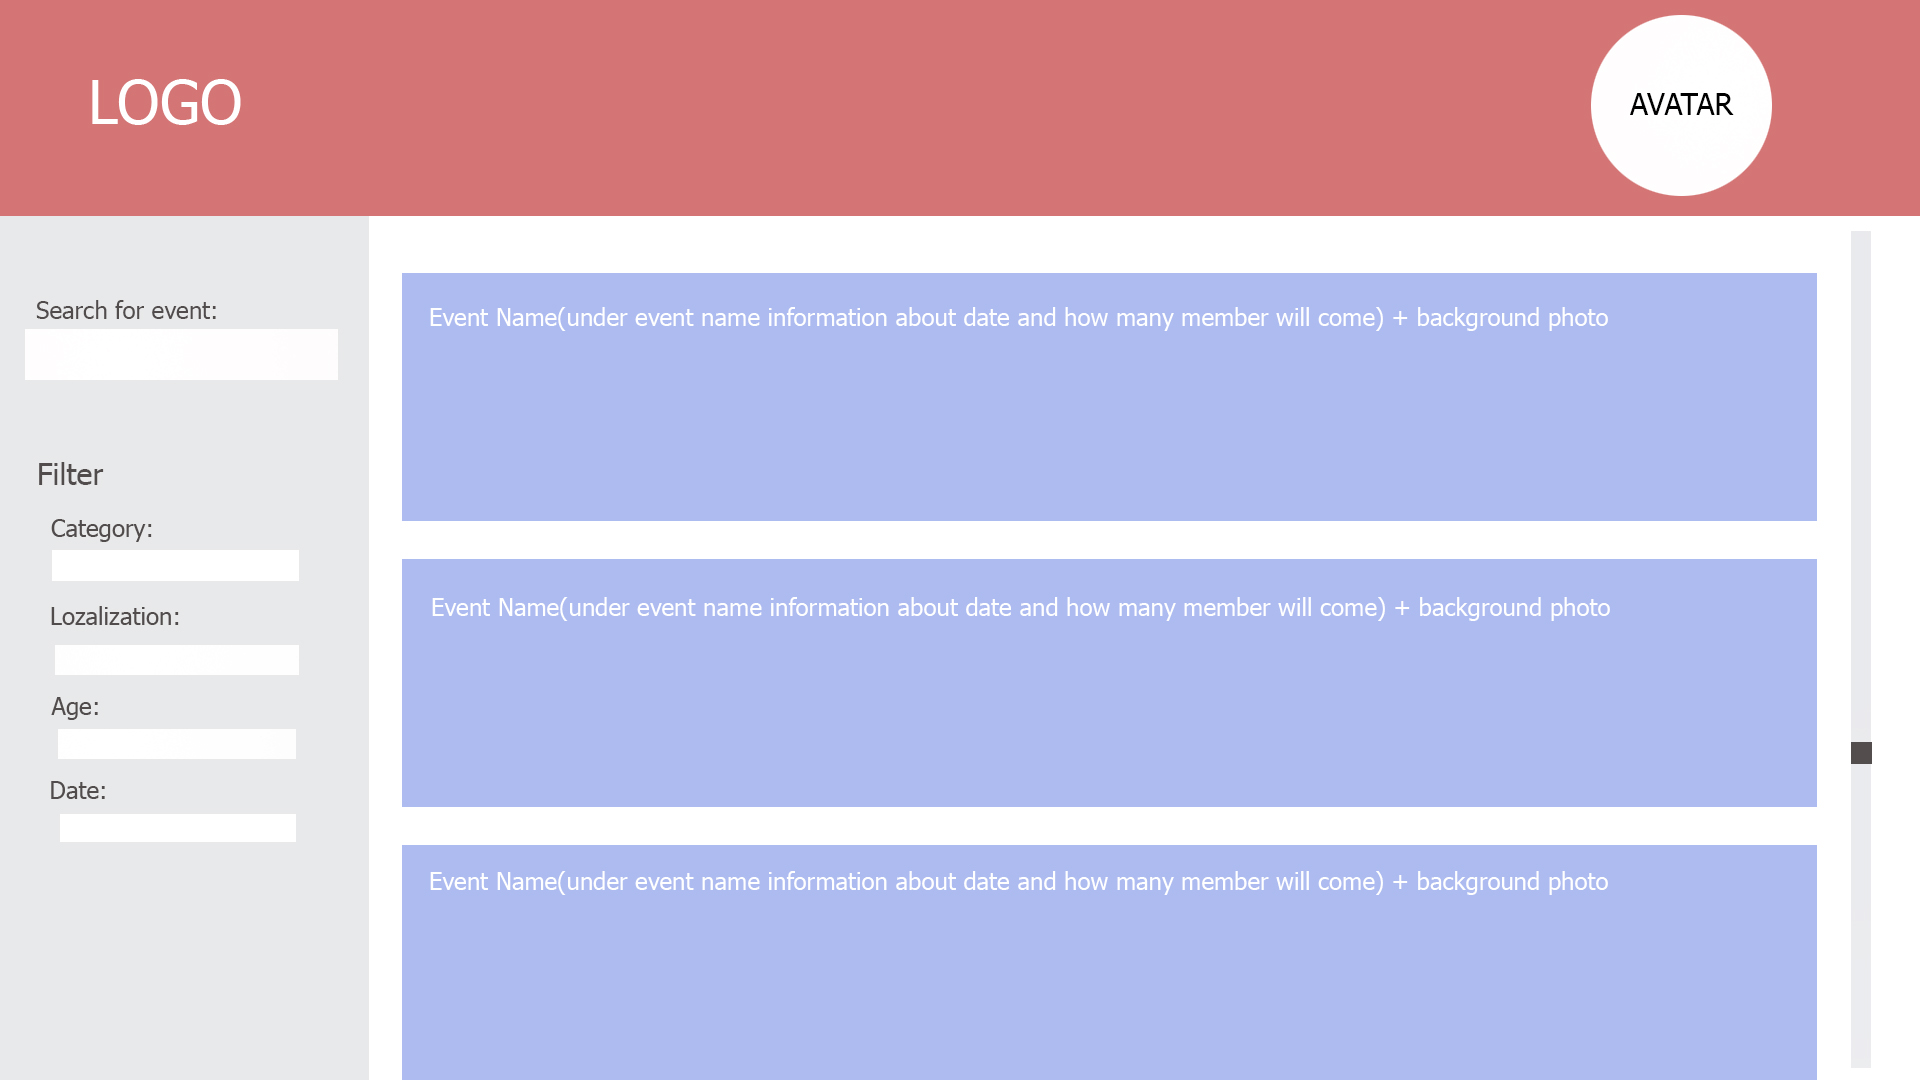 LOGO
AVATAR
Search for event:
Filter
Category:
Lozalization:
Age:
Date:
Event Name(under event name information about date and how many member will come) + background photo
Event Name(under event name information about date and how many member will come) + background photo
Event Name(under event name information about date and how many member will come) + background photo